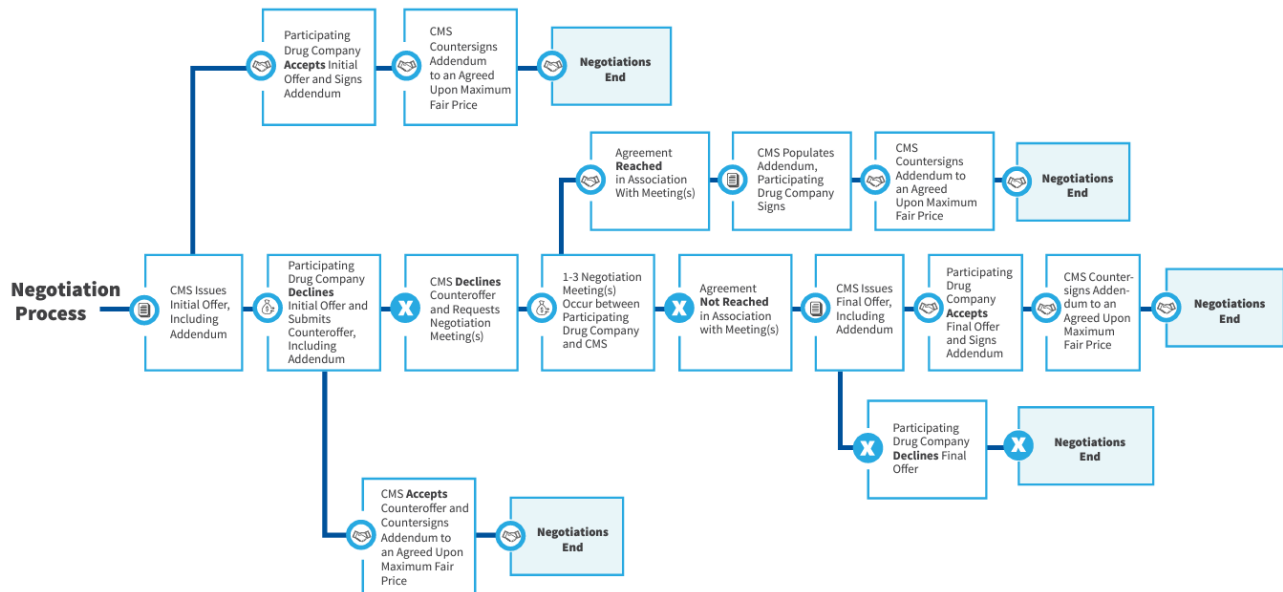 Participating
Drug Company
Accepts Initial
Offer and Signs
Addendum
CMS
Countersigns
Addendum
to an Agreed
Upon Maximum
Fair Price
Negotiations
End
Agreement
Reached
in Association
With Meeting(s)
CMS Populates
Addendum,
Participating
Drug Company
Signs
CMS
Countersigns
Addendum to
an Agreed
Upon Maximum
Fair Price
Negotiations
End
Negotiation
Process
CMS Issues
Initial Offer,
Including
Addendum
Participating
Drug Company
Declines
Initial Offer and
Submits
Counteroffer,
Including
Addendum
X
CMS Declines
Counteroffer
and Requests
Negotiation
Meeting(s)
1-3 Negotiation
Meeting(s)
Occur between
Participating
Drug Company
and CMS
X
Agreement
Not Reached
in Association
with Meeting(s)
CMS Issues
Final Offer,
Including
Addendum
Participating
Drug
Company
Accepts
Final Offer
and Signs
Addendum
CMS Counter-
signs Adden-
dum to an
Agreed Upon
Maximum
Fair Price
Negotiations
End
X
Participating
Drug Company
Declines Final
Offer
X
Negotiations
End
CMS Accepts
Counteroffer and
Countersigns
Addendum to
an Agreed Upon
Maximum Fair
Price
Negotiations
End